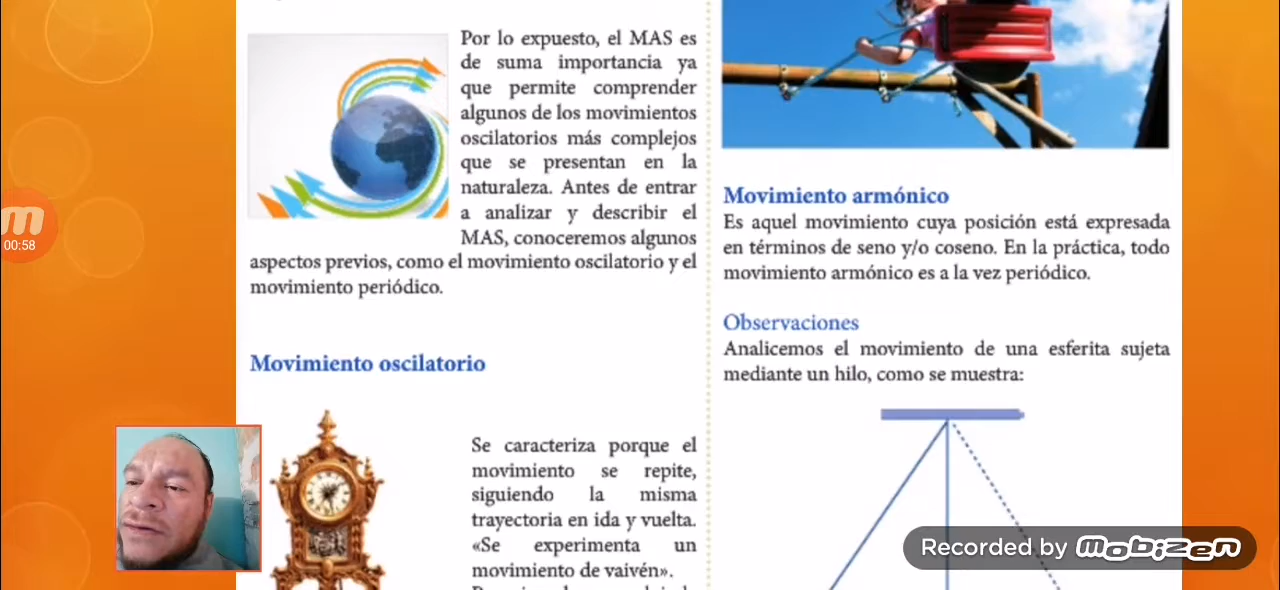 Por lo expuesto, el MAS es
de suma importancia ya
que permite comprender
algunos de los movimientos
oscilatorios más complejos
que se presentan en la
naturaleza. Antes de entrar
a analizar y describir el
MAS, conoceremos algunos
aspectos previos, como el movimiento oscilatorio y el
movimiento periódico.
Movimiento oscilatorio
Se caracteriza porque el
movimiento se repite,
siguiendo la misma
trayectoria en ida y vuelta.
«Se experimenta un
movimiento de vaivén».
Movimiento armónico
Es aquel movimiento cuya posición está expresada
en términos de seno y/o coseno. En la práctica, todo
movimiento armónico es a la vez periódico.
Observaciones
Analicemos el movimiento de una esferita sujeta
mediante un hilo, como se muestra:
00:58
Recorded by mobizen